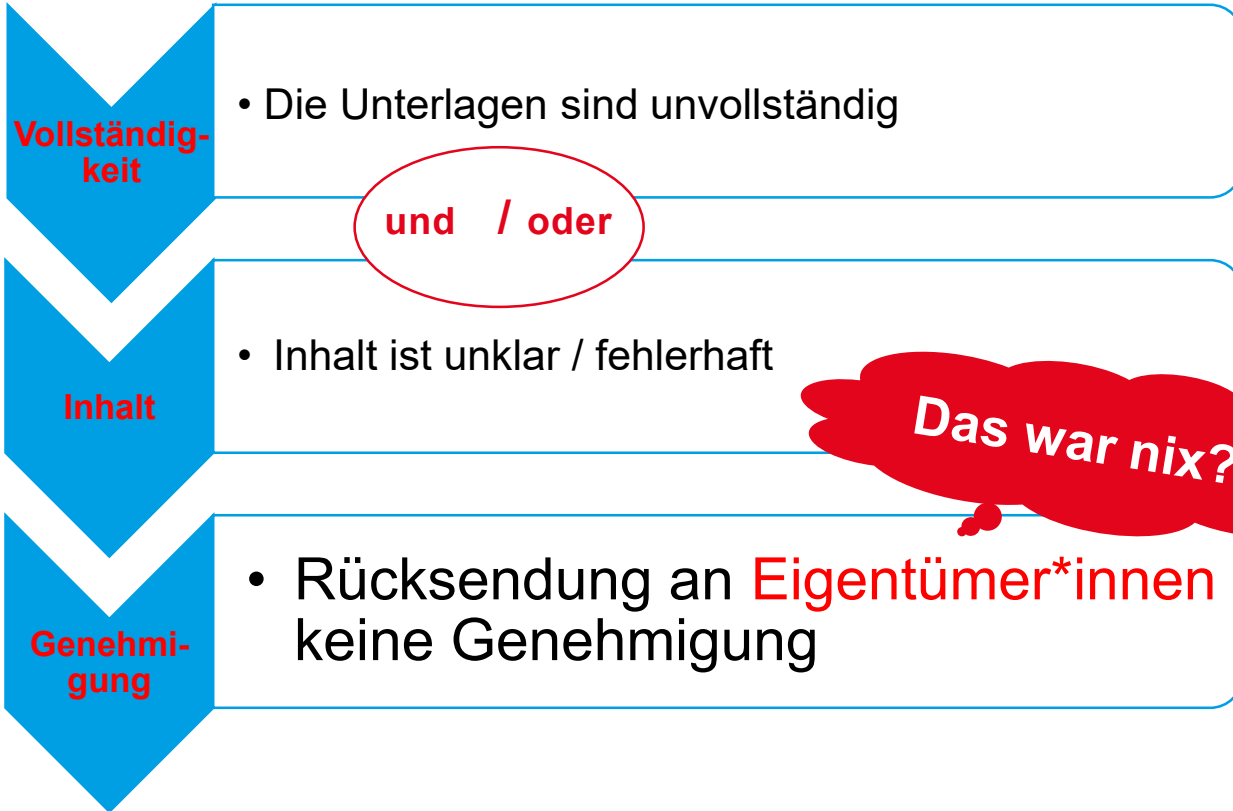 Vollständig-
keit
• Die Unterlagen sind unvollständig
und / oder
Inhalt
• Inhalt ist unklar / fehlerhaft
Das war nix?
Genehmi-
gung
• Rücksendung an Eigentümer*innen
keine Genehmigung